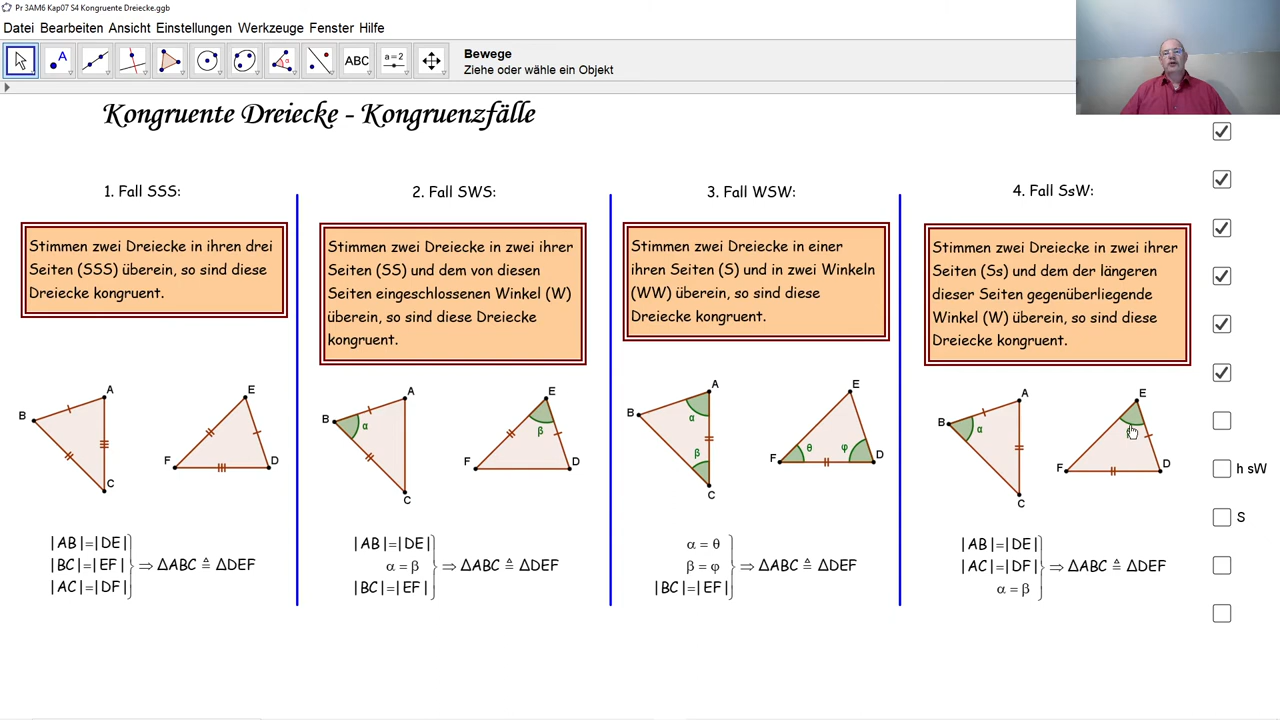 Pr 3AM6 Kap07 S4 Kongruente Dreiecke.ggb
Datei Bearbeiten Ansicht Einstellungen Werkzeuge Fenster Hilfe
A
α
ABC
a=2
Bewege
Ziehe oder wähle ein Objekt
Kongruente Dreiecke - Kongruenzfälle
1. Fall SSS:
Stimmen zwei Dreiecke in ihren drei
Seiten (SSS) überein, so sind diese
Dreiecke kongruent.
A
B
C
E
F
D
|AB|=|DE|
|BC|=|EF|
|AC|=|DF|
⇒ ΔABC ≙ ΔDEF
2. Fall SWS:
Stimmen zwei Dreiecke in zwei ihrer
Seiten (SS) und dem von diesen
Seiten eingeschlossenen Winkel (W)
überein, so sind diese Dreiecke
kongruent.
A
B
α
C
E
β
F
D
|AB|=|DE|
α = β
|BC|=|EF|
⇒ ΔABC ≙ ΔDEF
3. Fall WSW:
Stimmen zwei Dreiecke in einer
ihren Seiten (S) und in zwei Winkeln
(WW) überein, so sind diese
Dreiecke kongruent.
A
B
α
β
C
E
F
θ
φ
D
α = θ
β = φ
|BC|=|EF|
⇒ ΔABC ≙ ΔDEF
4. Fall SsW:
Stimmen zwei Dreiecke in zwei ihrer
Seiten (Ss) und dem der längeren
dieser Seiten gegenüberliegende
Winkel (W) überein, so sind diese
Dreiecke kongruent.
A
B
α
C
E
F
D
|AB|=|DE|
|AC|=|DF|
α = β
⇒ ΔABC ≙ ΔDEF
h sW
S